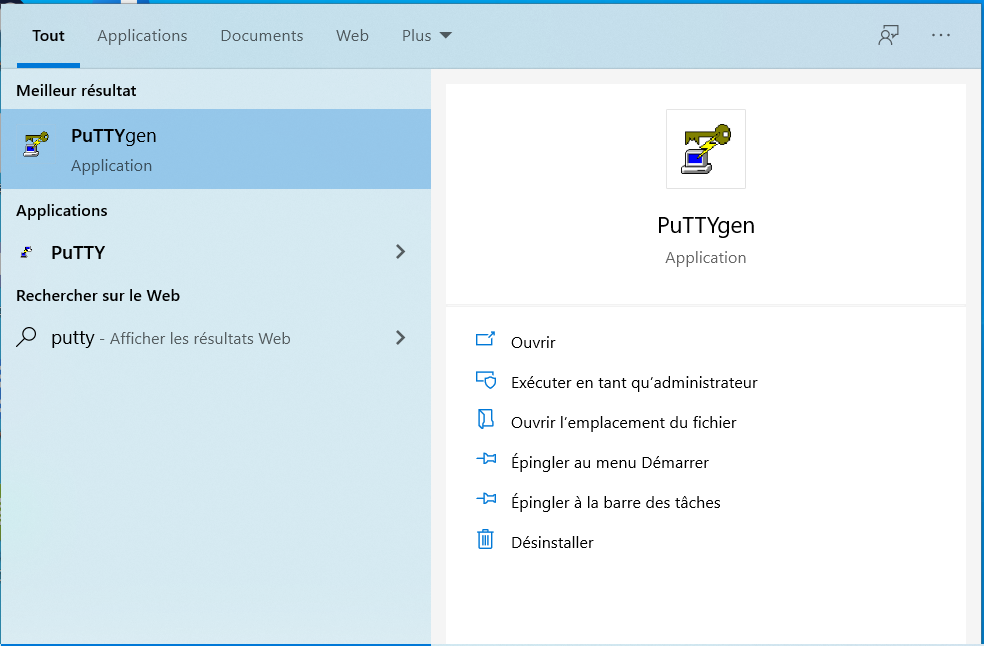 Tout Applications Documents Web Plus
Meilleur résultat
PuTTYgen
Application
Applications
PuTTY
Rechercher sur le Web
putty - Afficher les résultats Web
PuTTYgen
Application
Ouvrir
Exécuter en tant qu’administrateur
Ouvrir l’emplacement du fichier
Épingler au menu Démarrer
Épingler à la barre des tâches
Désinstaller